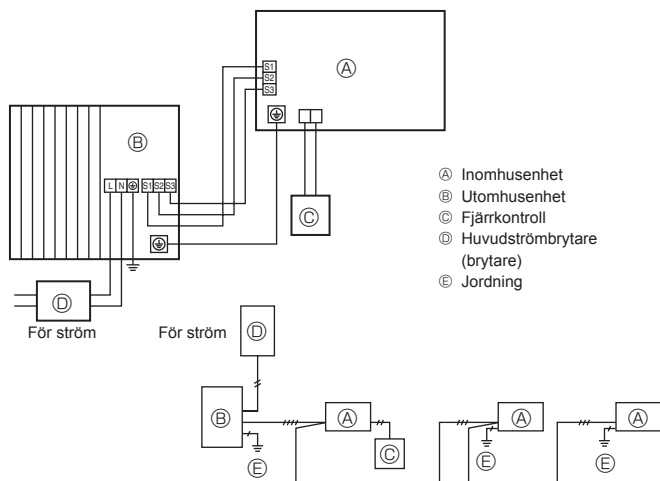 S1
S2
S3
Ⓐ
Ⓑ
L N S1 S2 S3
Ⓒ
Ⓓ
För ström
Ⓐ Inomhusenhet
Ⓑ Utomhusenhet
Ⓒ Fjärrkontroll
Ⓓ Huvudströmbrytare
(brytare)
Ⓔ Jordning
För ström
Ⓓ
Ⓑ
Ⓐ
Ⓒ
Ⓔ
Ⓐ
Ⓔ
Ⓐ
Ⓔ